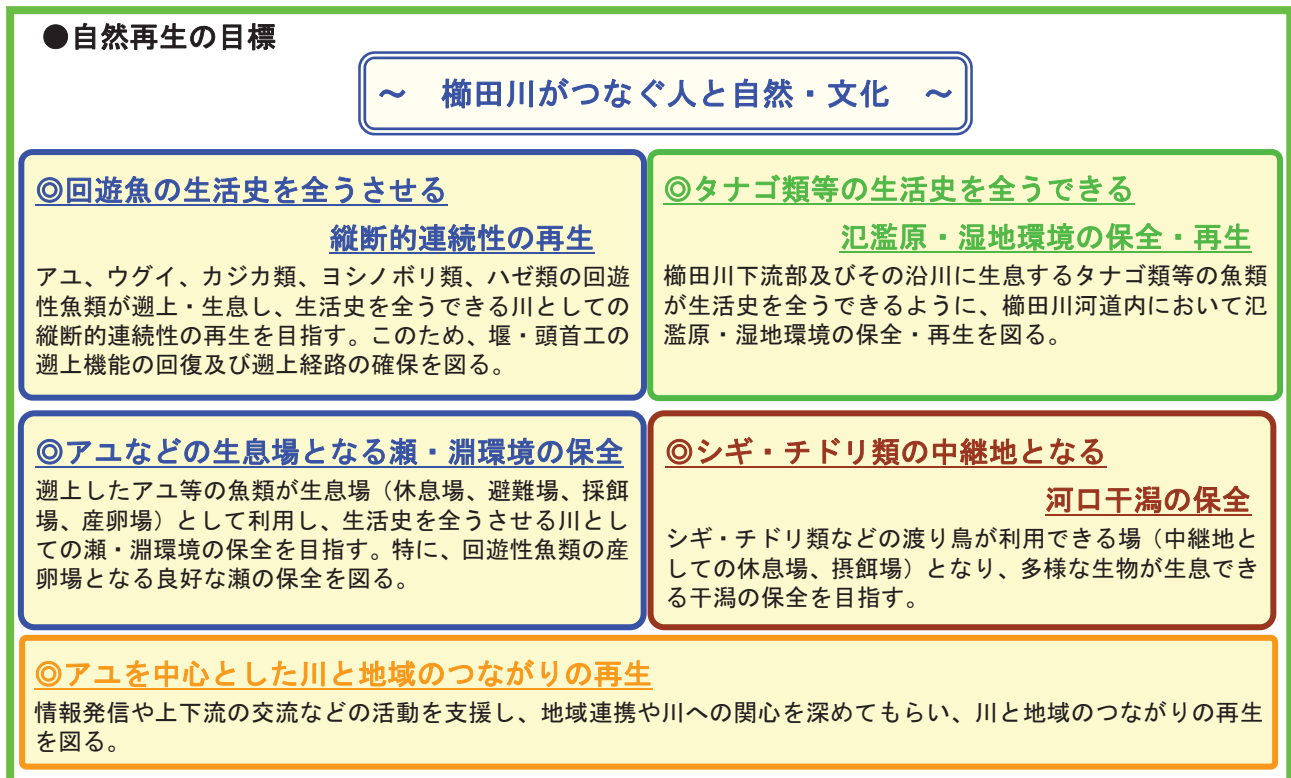 ●自然再生の目標
～　櫛田川がつなぐ人と自然・文化　～
◎回遊魚の生活史を全うさせる
縦断的連続性の再生
アユ、ウグイ、カジカ類、ヨシノボリ類、ハゼ類の回遊
性魚類が遡上・生息し、生活史を全うできる川としての
縦断的連続性の再生を目指す。このため、堰・頭首工の
遡上機能の回復及び遡上経路の確保を図る。
◎タナゴ類等の生活史を全うできる
氾濫原・湿地環境の保全・再生
櫛田川下流部及びその沿川に生息するタナゴ類等の魚類
が生活史を全うできるように、櫛田川河道内において氾
濫原・湿地環境の保全・再生を図る。
◎アユなどの生息場となる瀬・淵環境の保全
遡上したアユ等の魚類が生息場（休息場、避難場、採餌
場、産卵場）として利用し、生活史を全うさせる川とし
ての瀬・淵環境の保全を目指す。特に、回遊性魚類の産
卵場となる良好な瀬の保全を図る。
◎シギ・チドリ類の中継地となる
河口干潟の保全
シギ・チドリ類などの渡り鳥が利用できる場（中継地と
しての休息場、摂餌場）となり、多様な生物が生息でき
る干潟の保全を目指す。
◎アユを中心とした川と地域のつながりの再生
情報発信や上下流の交流などの活動を支援し、地域連携や川への関心を深めてもらい、川と地域のつながりの再生
を図る。